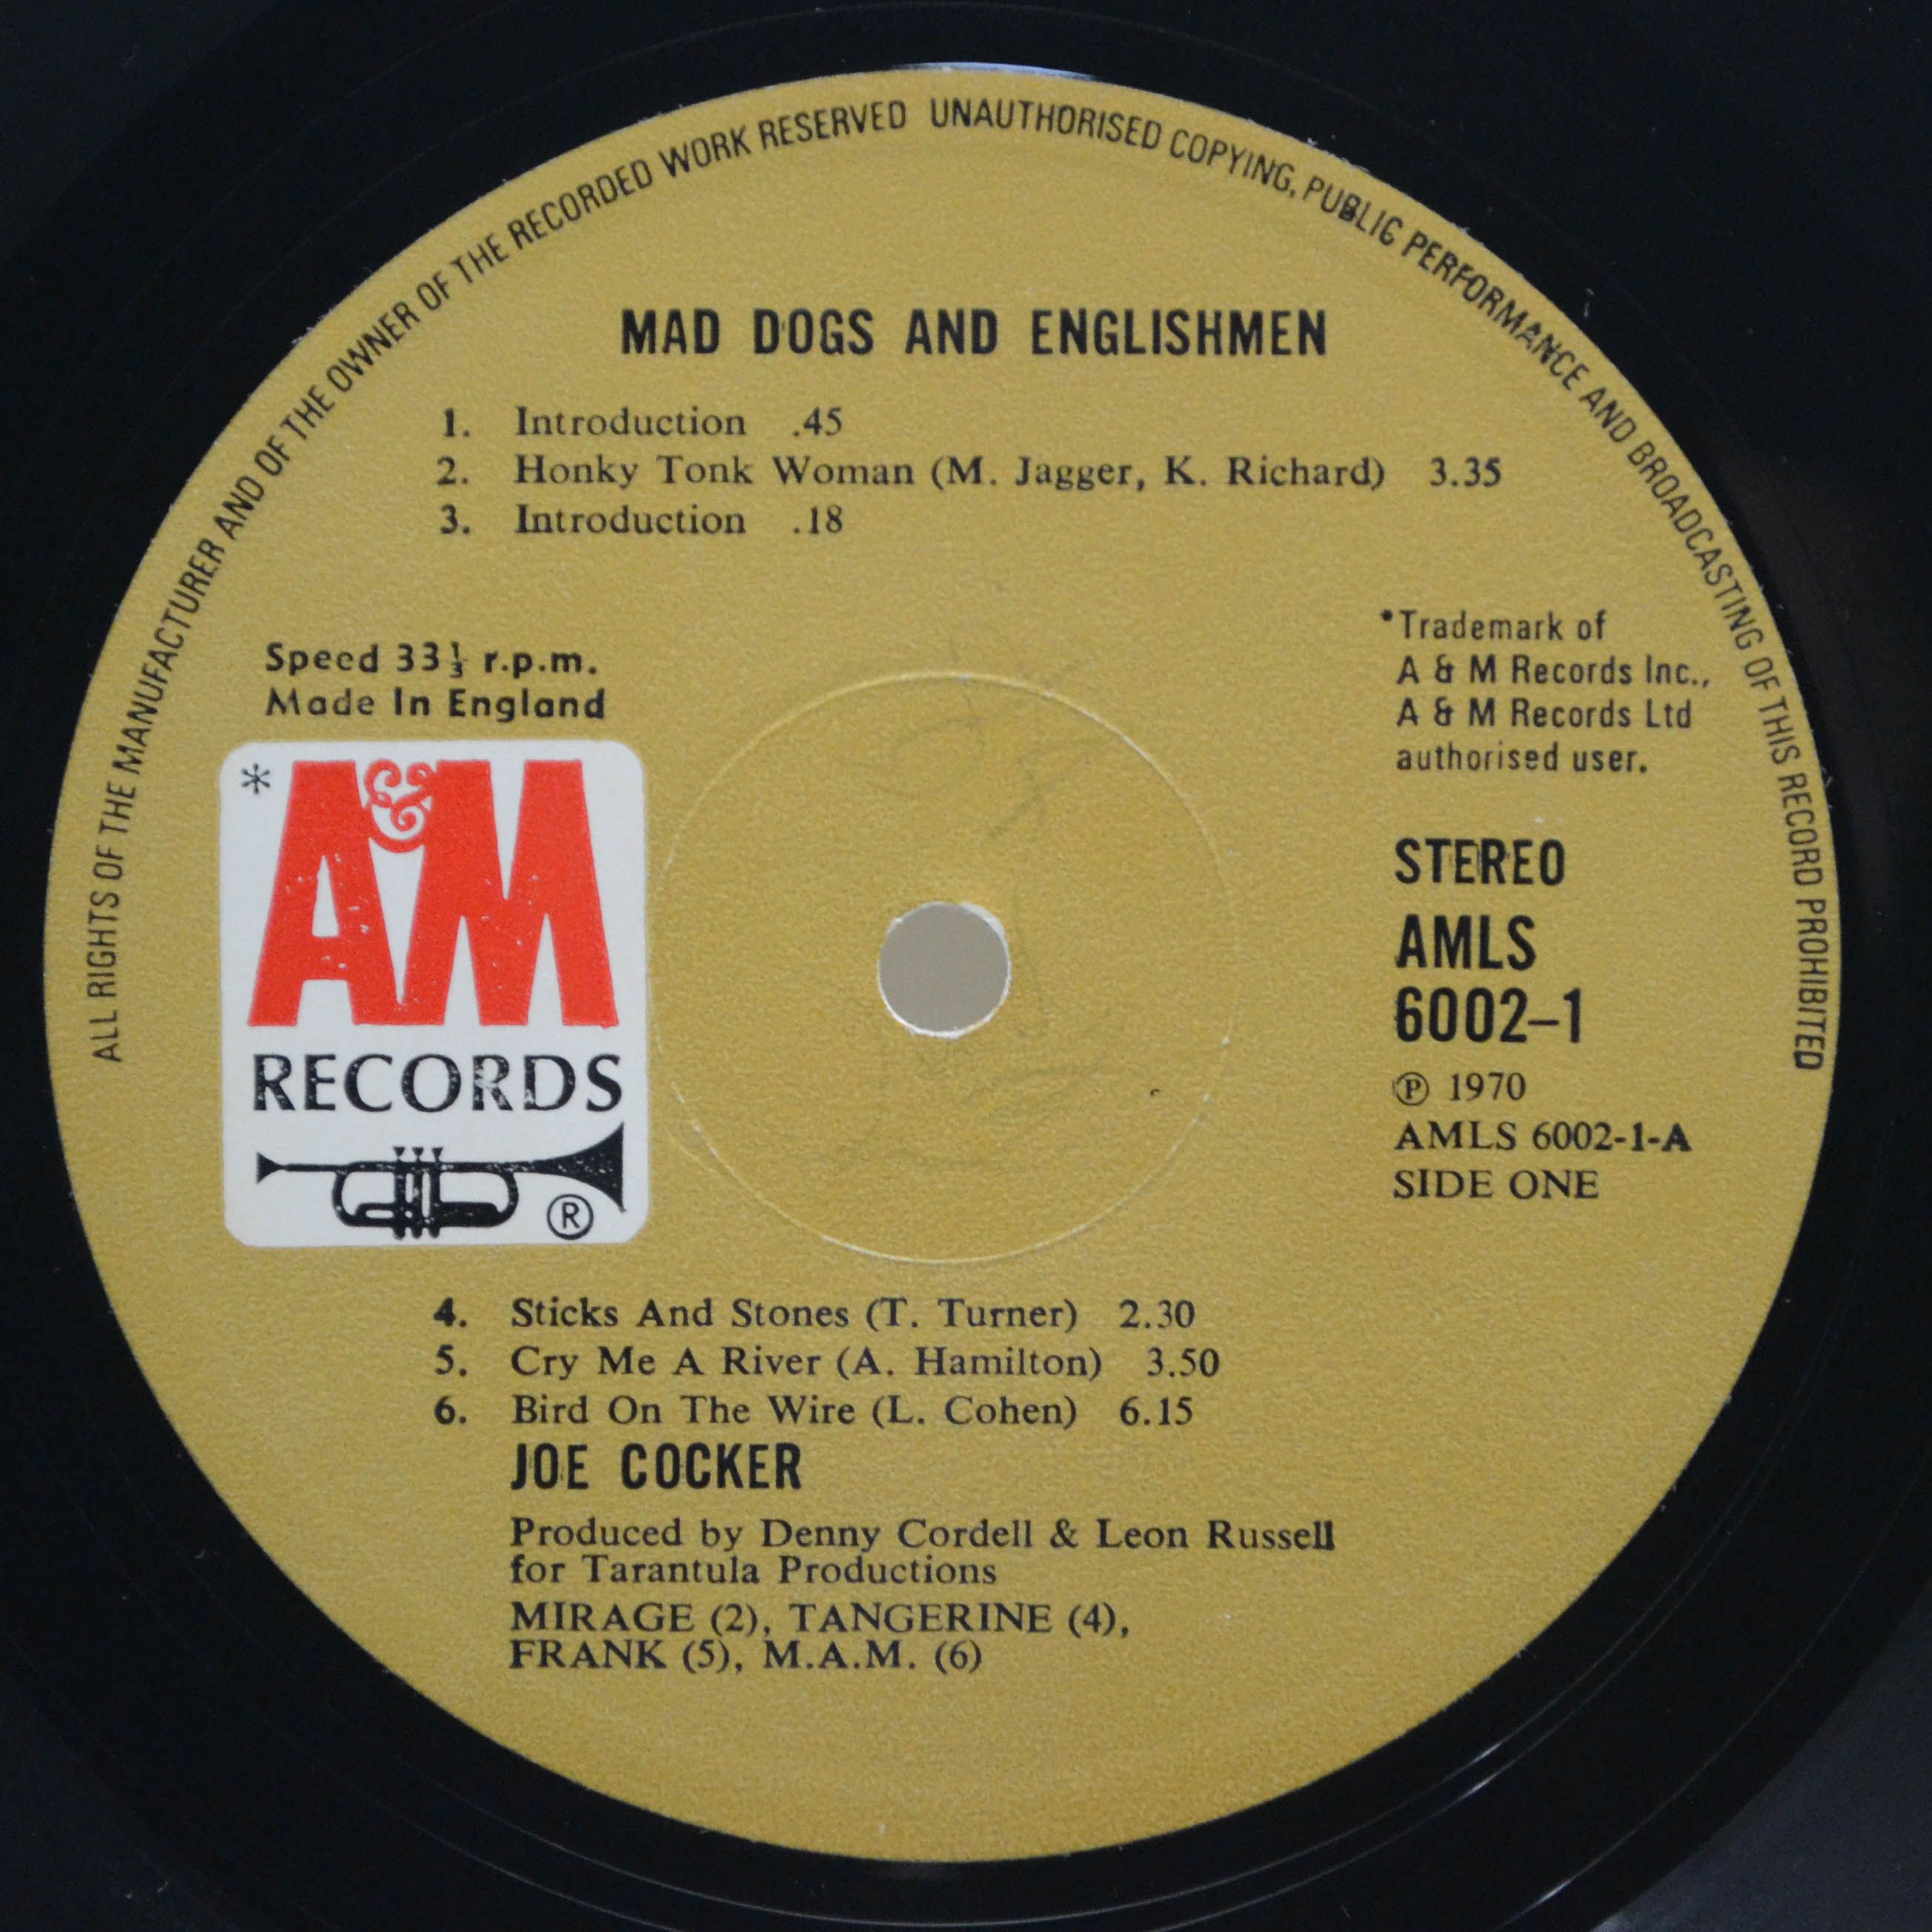 ALL RIGHTS OF THE MANUFACTURER AND OF THE OWNER OF THE RECORDED WORK RESERVED UNAUTHORISED COPYING, PUBLIC PERFORMANCE AND BROADCASTING OF THIS RECORD PROHIBITED
MAD DOGS AND ENGLISHMEN
1. Introduction .45
2. Honky Tonk Woman (M. Jagger, K. Richard) 3.35
3. Introduction .18
Speed 33⅓ r.p.m.
Made In England
* A&M
RECORDS
®
*Trademark of
A & M Records Inc.,
A & M Records Ltd
authorised user.
STEREO
AMLS
6002–1
℗ 1970
AMLS 6002-1-A
SIDE ONE
4. Sticks And Stones (T. Turner) 2.30
5. Cry Me A River (A. Hamilton) 3.50
6. Bird On The Wire (L. Cohen) 6.15
JOE COCKER
Produced by Denny Cordell & Leon Russell
for Tarantula Productions
MIRAGE (2), TANGERINE (4),
FRANK (5), M.A.M. (6)